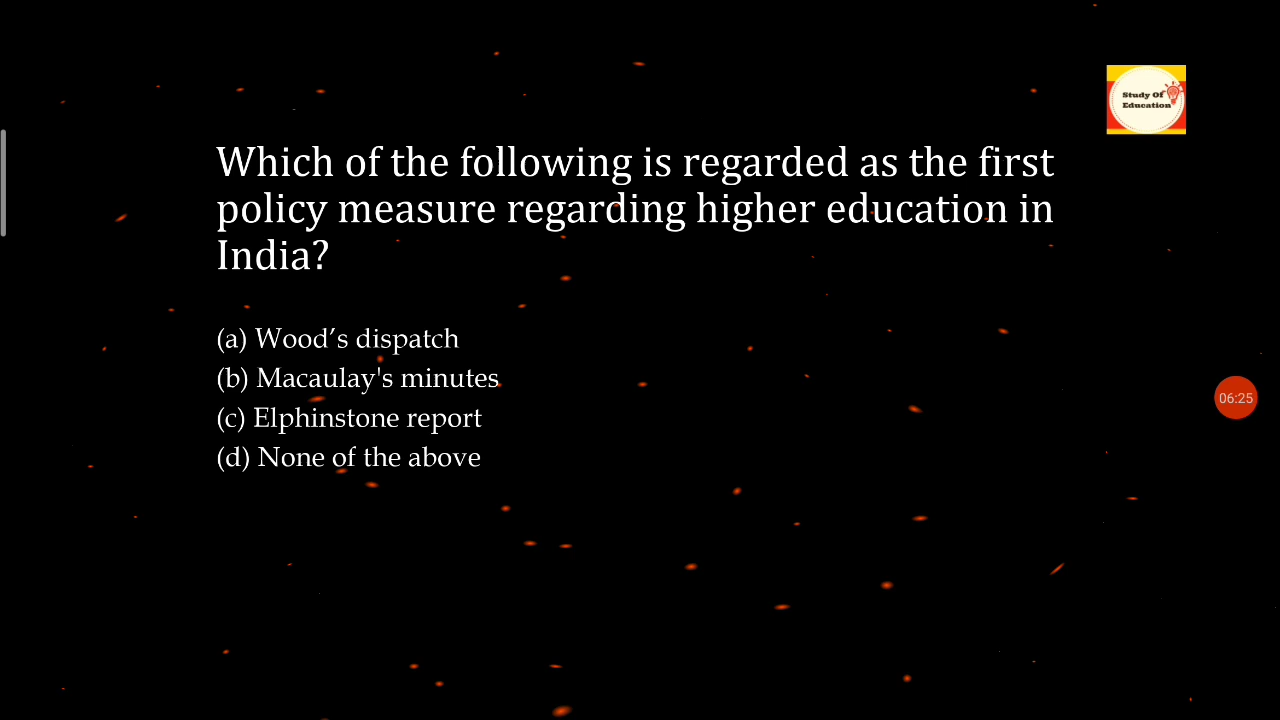 Study Of
Education
Which of the following is regarded as the first
policy measure regarding higher education in
India?
(a) Wood’s dispatch
(b) Macaulay's minutes
(c) Elphinstone report
(d) None of the above
06:25